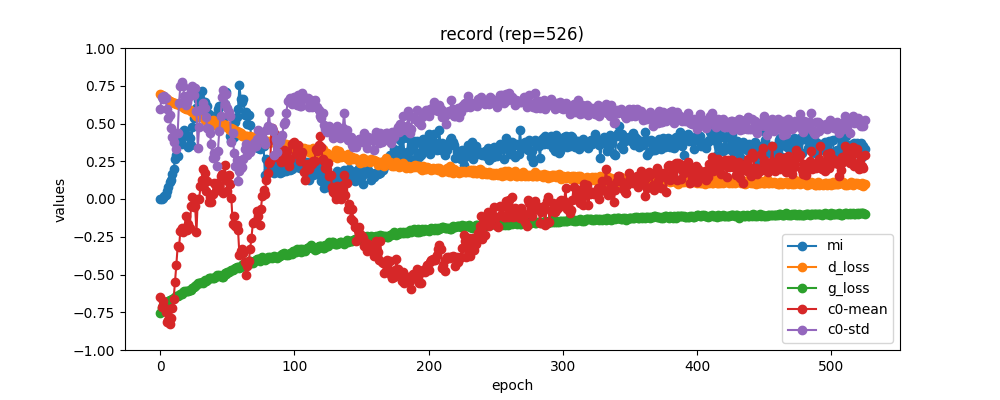 record (rep=526)
1.00
0.75
0.50
0.25
0.00
−0.25
−0.50
−0.75
−1.00
values
0 100 200 300 400 500
epoch
mi
d_loss
g_loss
c0-mean
c0-std